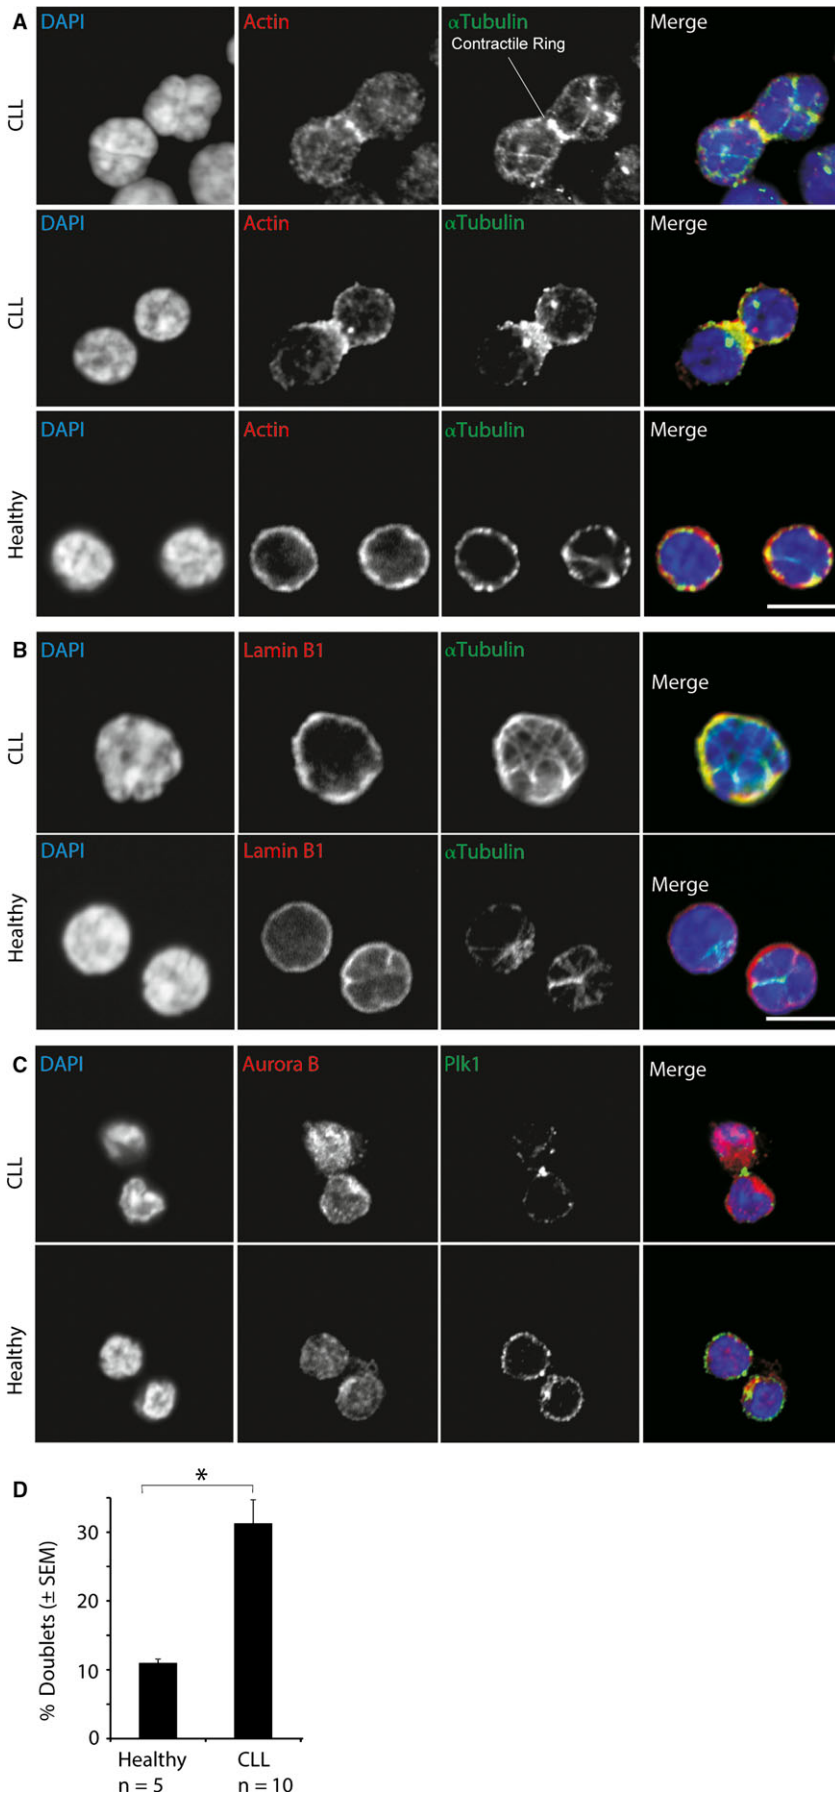 A
DAPI
Actin
αTubulin
Merge
Contractile Ring
CLL
DAPI
Actin
αTubulin
Merge
CLL
DAPI
Actin
αTubulin
Merge
Healthy
B
DAPI
Lamin B1
αTubulin
Merge
CLL
DAPI
Lamin B1
αTubulin
Merge
Healthy
C
DAPI
Aurora B
Plk1
Merge
CLL
Healthy
D
*
% Doublets (± SEM)
30
20
10
0
Healthy
n = 5
CLL
n = 10